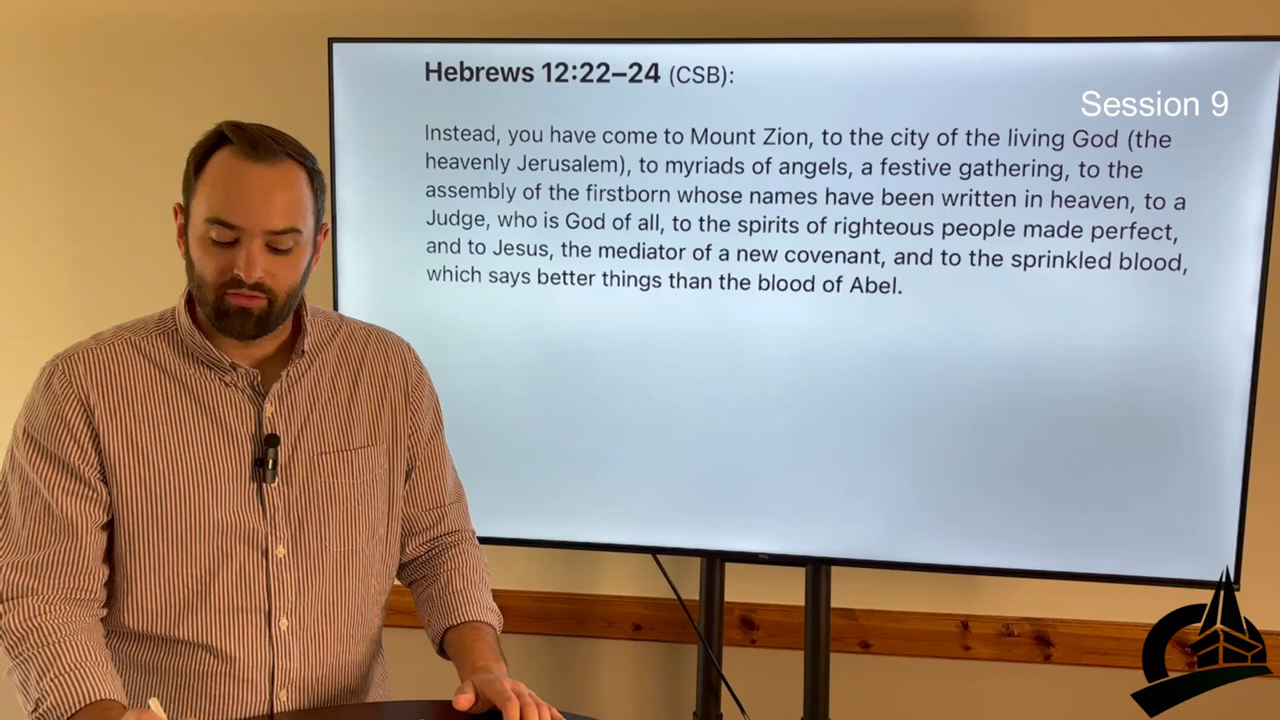 Hebrews 12:22–24 (CSB):
Session 9
Instead, you have come to Mount Zion, to the city of the living God (the
heavenly Jerusalem), to myriads of angels, a festive gathering, to the
assembly of the firstborn whose names have been written in heaven, to a
Judge, who is God of all, to the spirits of righteous people made perfect,
and to Jesus, the mediator of a new covenant, and to the sprinkled blood,
which says better things than the blood of Abel.
TCL